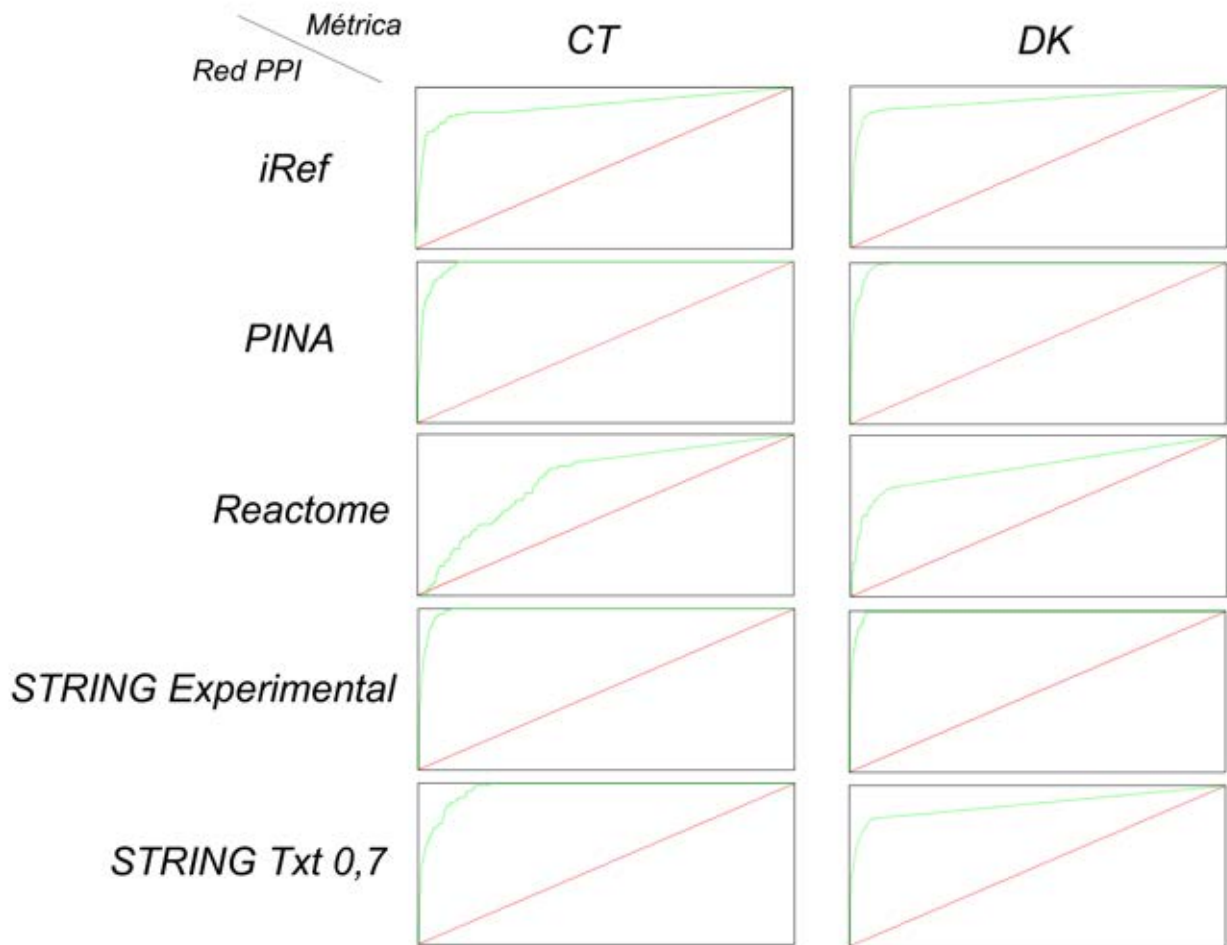 Métrica
CT
DK
Red PPI
iRef
PINA
Reactome
STRING Experimental
STRING Txt 0,7